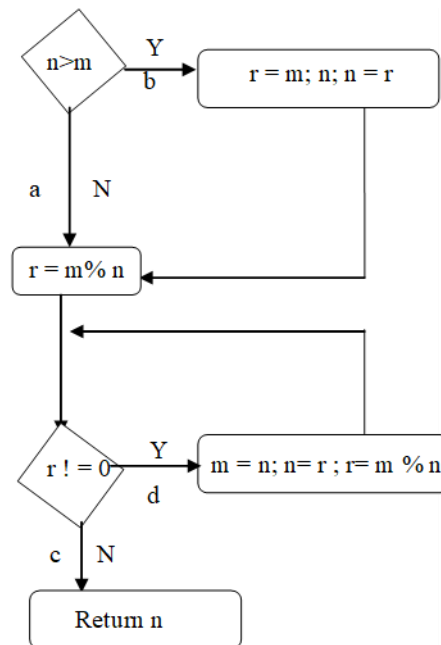 n>m
Y
b
r = m; n; n = r
a
N
r = m% n
r ! = 0
Y
d
m = n; n= r ; r= m % n
c
N
Return n